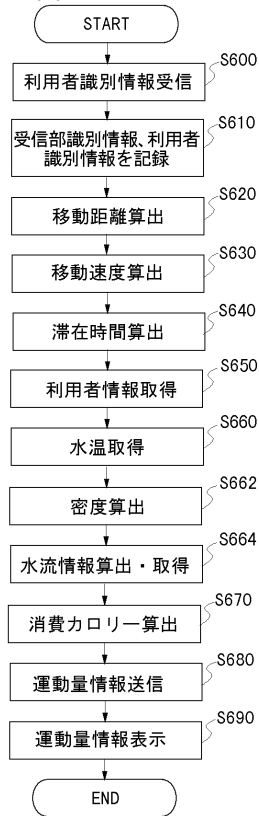 START
S600
利用者識別情報受信
S610
受信部識別情報、利用者
識別情報を記録
S620
移動距離算出
S630
移動速度算出
S640
滞在時間算出
S650
利用者情報取得
S660
水温取得
S662
密度算出
S664
水流情報算出・取得
S670
消費カロリー算出
S680
運動量情報送信
S690
運動量情報表示
END